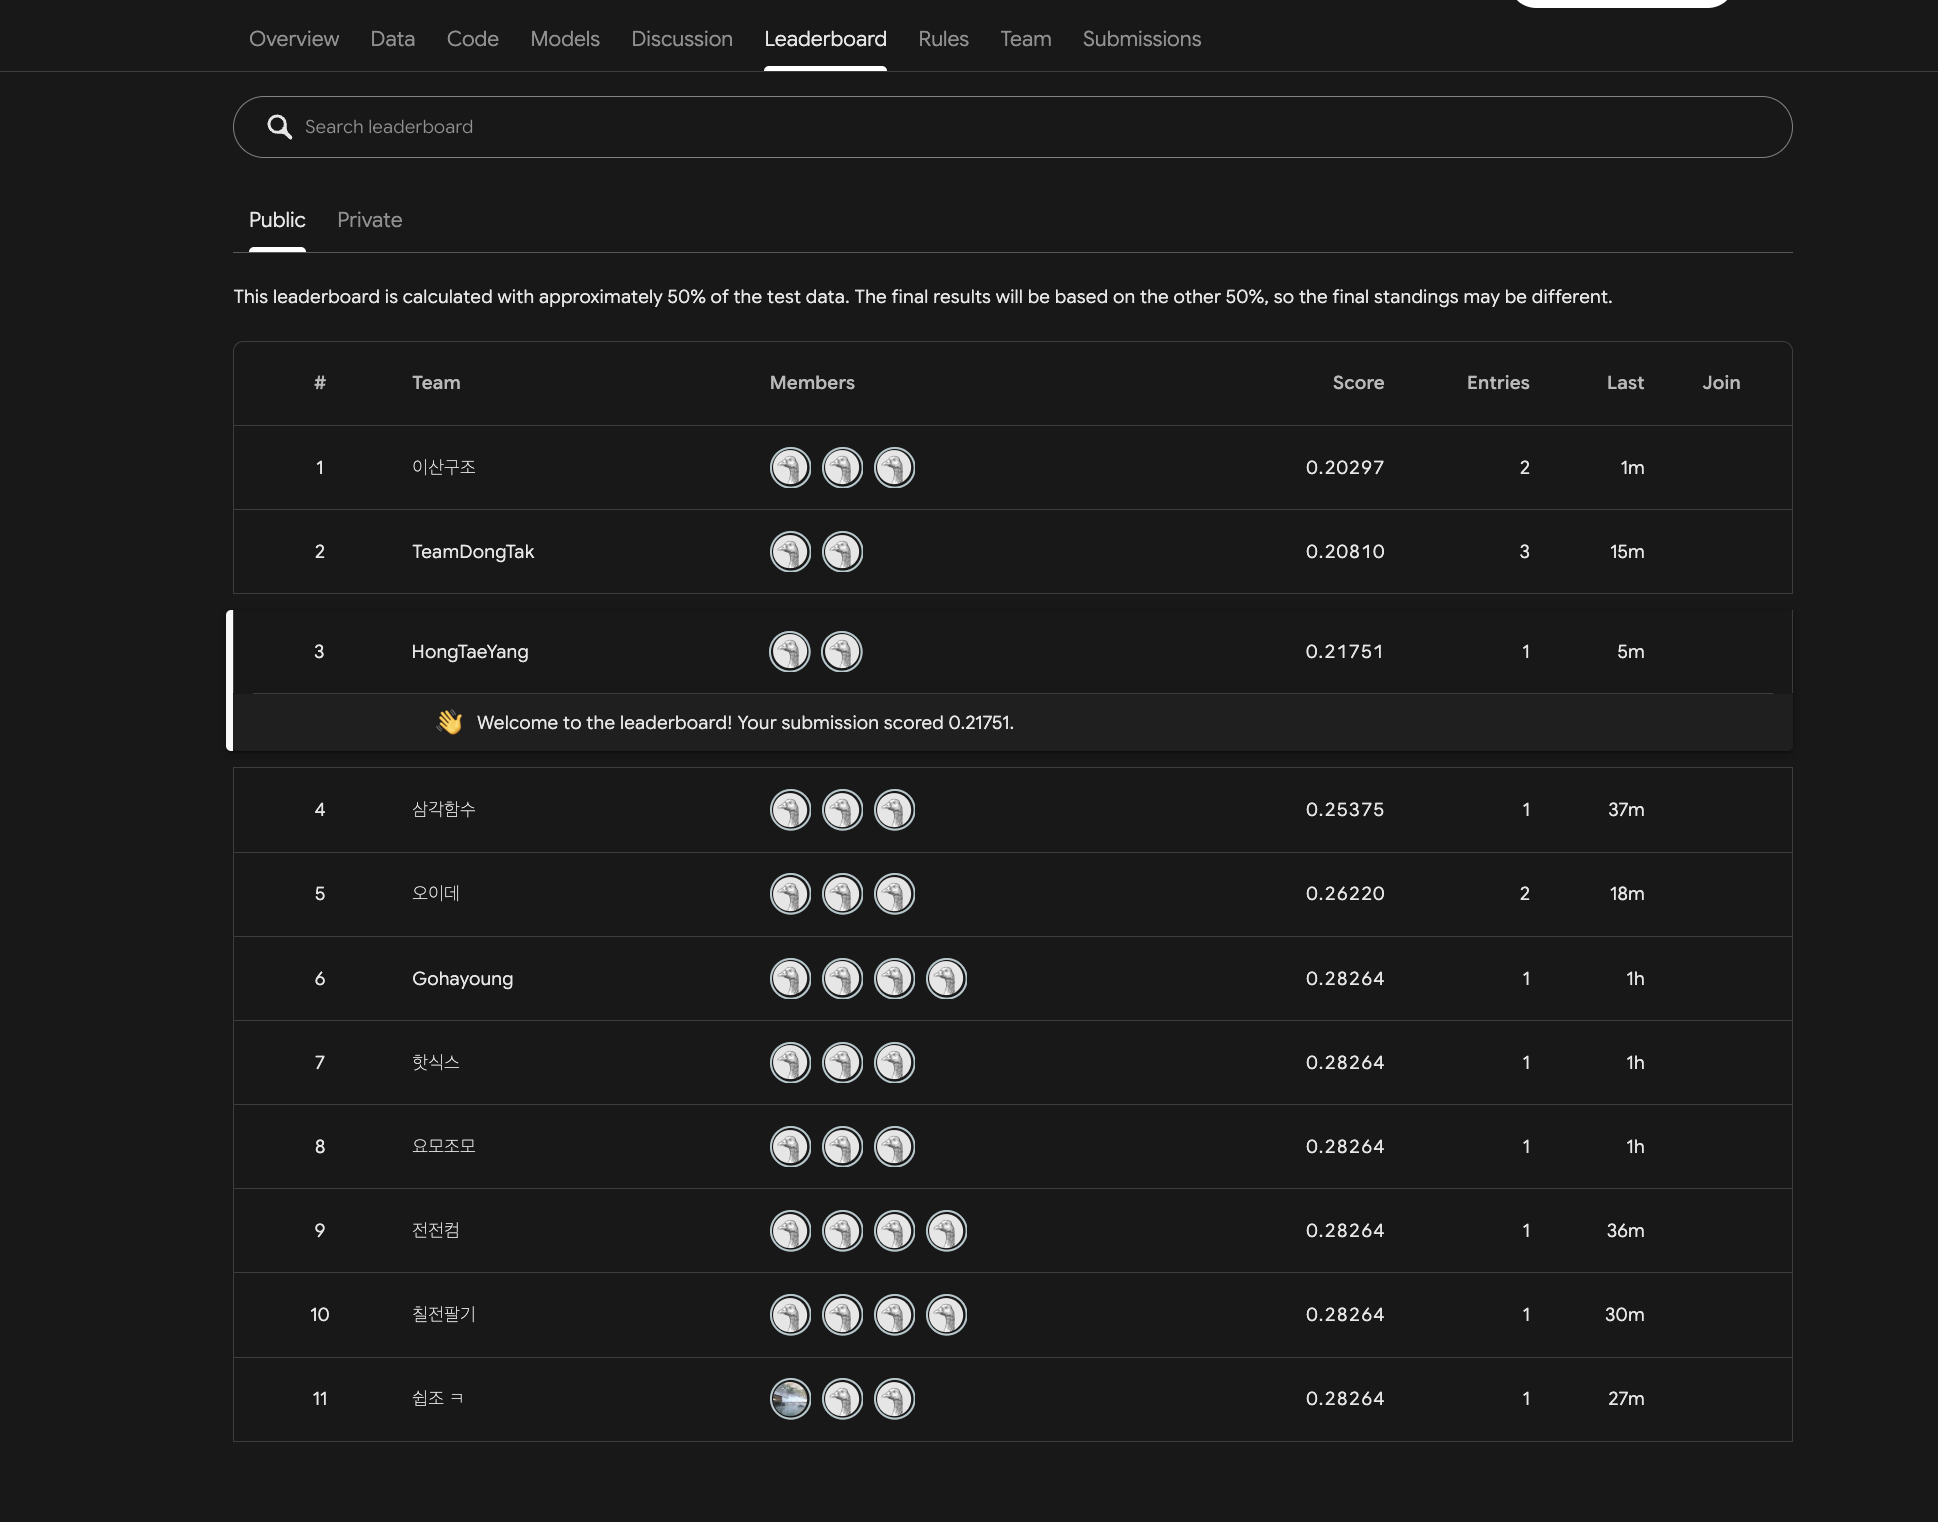 Overview Data Code Models Discussion Leaderboard Rules Team Submissions
Search leaderboard
Public Private
This leaderboard is calculated with approximately 50% of the test data. The final results will be based on the other 50%, so the final standings may be different.
# Team Members Score Entries Last Join
1 이산구조 0.20297 2 1m
2 TeamDongTak 0.20810 3 15m
3 HongTaeYang 0.21751 1 5m
👋 Welcome to the leaderboard! Your submission scored 0.21751.
4 삼각함수 0.25375 1 37m
5 오이데 0.26220 2 18m
6 Gohayoung 0.28264 1 1h
7 핫식스 0.28264 1 1h
8 요모조모 0.28264 1 1h
9 전전컴 0.28264 1 36m
10 칠전팔기 0.28264 1 30m
11 쉽조 ㅋ 0.28264 1 27m